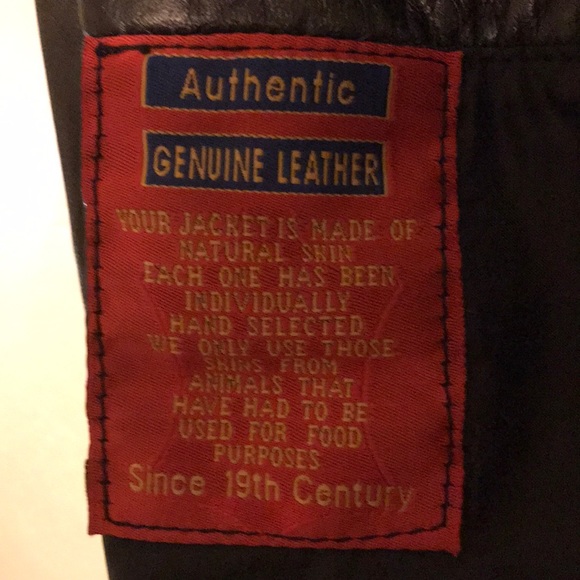 Authentic
GENUINE LEATHER
YOUR JACKET IS MADE OF
NATURAL SKIN
EACH ONE HAS BEEN
INDIVIDUALLY
HAND SELECTED
WE ONLY USE THOSE
SKINS FROM
ANIMALS THAT
HAVE HAD TO BE
USED FOR FOOD
PURPOSES
Since 19th Century